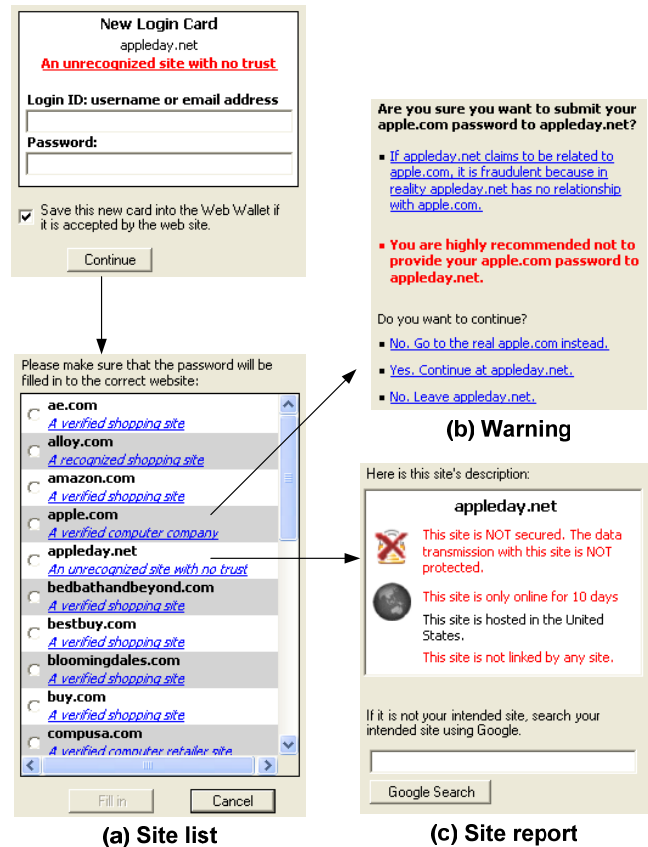 New Login Card
appleday.net
An unrecognized site with no trust
Login ID: username or email address
Password:
Save this new card into the Web Wallet if
it is accepted by the web site.
Continue
Please make sure that the password will be
filled in to the correct website:
ae.com
A verified shopping site
alloy.com
A recognized shopping site
amazon.com
A verified shopping site
apple.com
A verified computer company
appleday.net
An unrecognized site with no trust
bedbathandbeyond.com
A verified shopping site
bestbuy.com
A verified shopping site
bloomingdales.com
A verified shopping site
buy.com
A verified shopping site
compusa.com
A verified computer retailer site
Fill in
Cancel
(a) Site list
Are you sure you want to submit your
apple.com password to appleday.net?
If appleday.net claims to be related to
apple.com, it is fraudulent because in
reality appleday.net has no relationship
with apple.com.
You are highly recommended not to
provide your apple.com password to
appleday.net.
Do you want to continue?
No. Go to the real apple.com instead.
Yes. Continue at appleday.net.
No. Leave appleday.net.
(b) Warning
Here is this site's description:
appleday.net
This site is NOT secured. The data
transmission with this site is NOT
protected.
This site is only online for 10 days
This site is hosted in the United
States.
This site is not linked by any site.
If it is not your intended site, search your
intended site using Google.
Google Search
(c) Site report